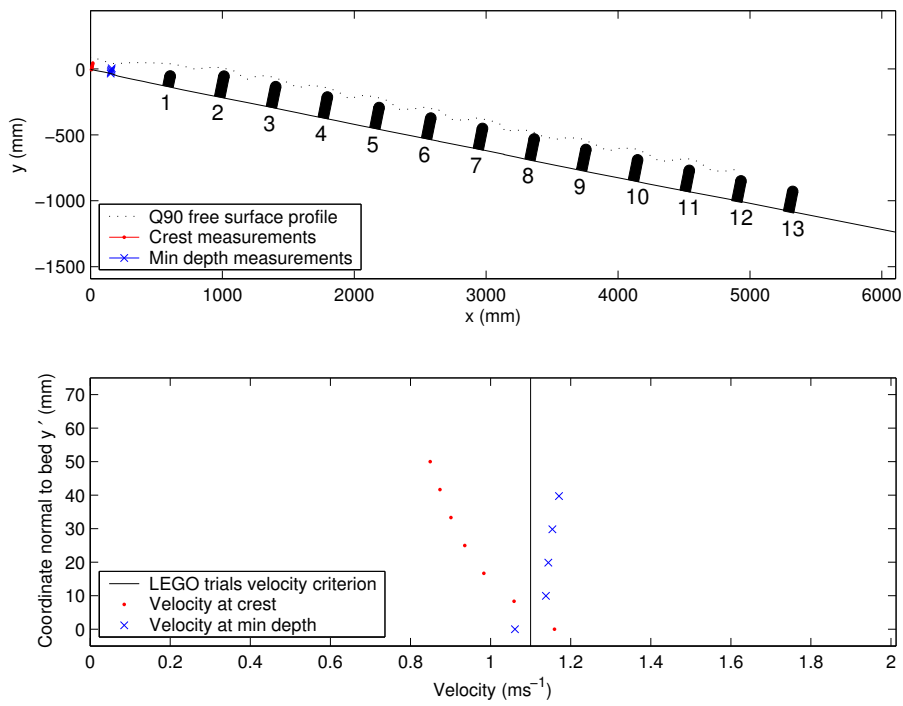 0
−500
−1000
−1500
y (mm)
1
2
3
4
5
6
7
8
9
10
11
12
13
Q90 free surface profile
Crest measurements
Min depth measurements
0 1000 2000 3000 4000 5000 6000
x (mm)
70
60
50
40
30
20
10
0
Coordinate normal to bed y ′ (mm)
LEGO trials velocity criterion
Velocity at crest
Velocity at min depth
0 0.2 0.4 0.6 0.8 1 1.2 1.4 1.6 1.8 2
Velocity (ms⁻¹)